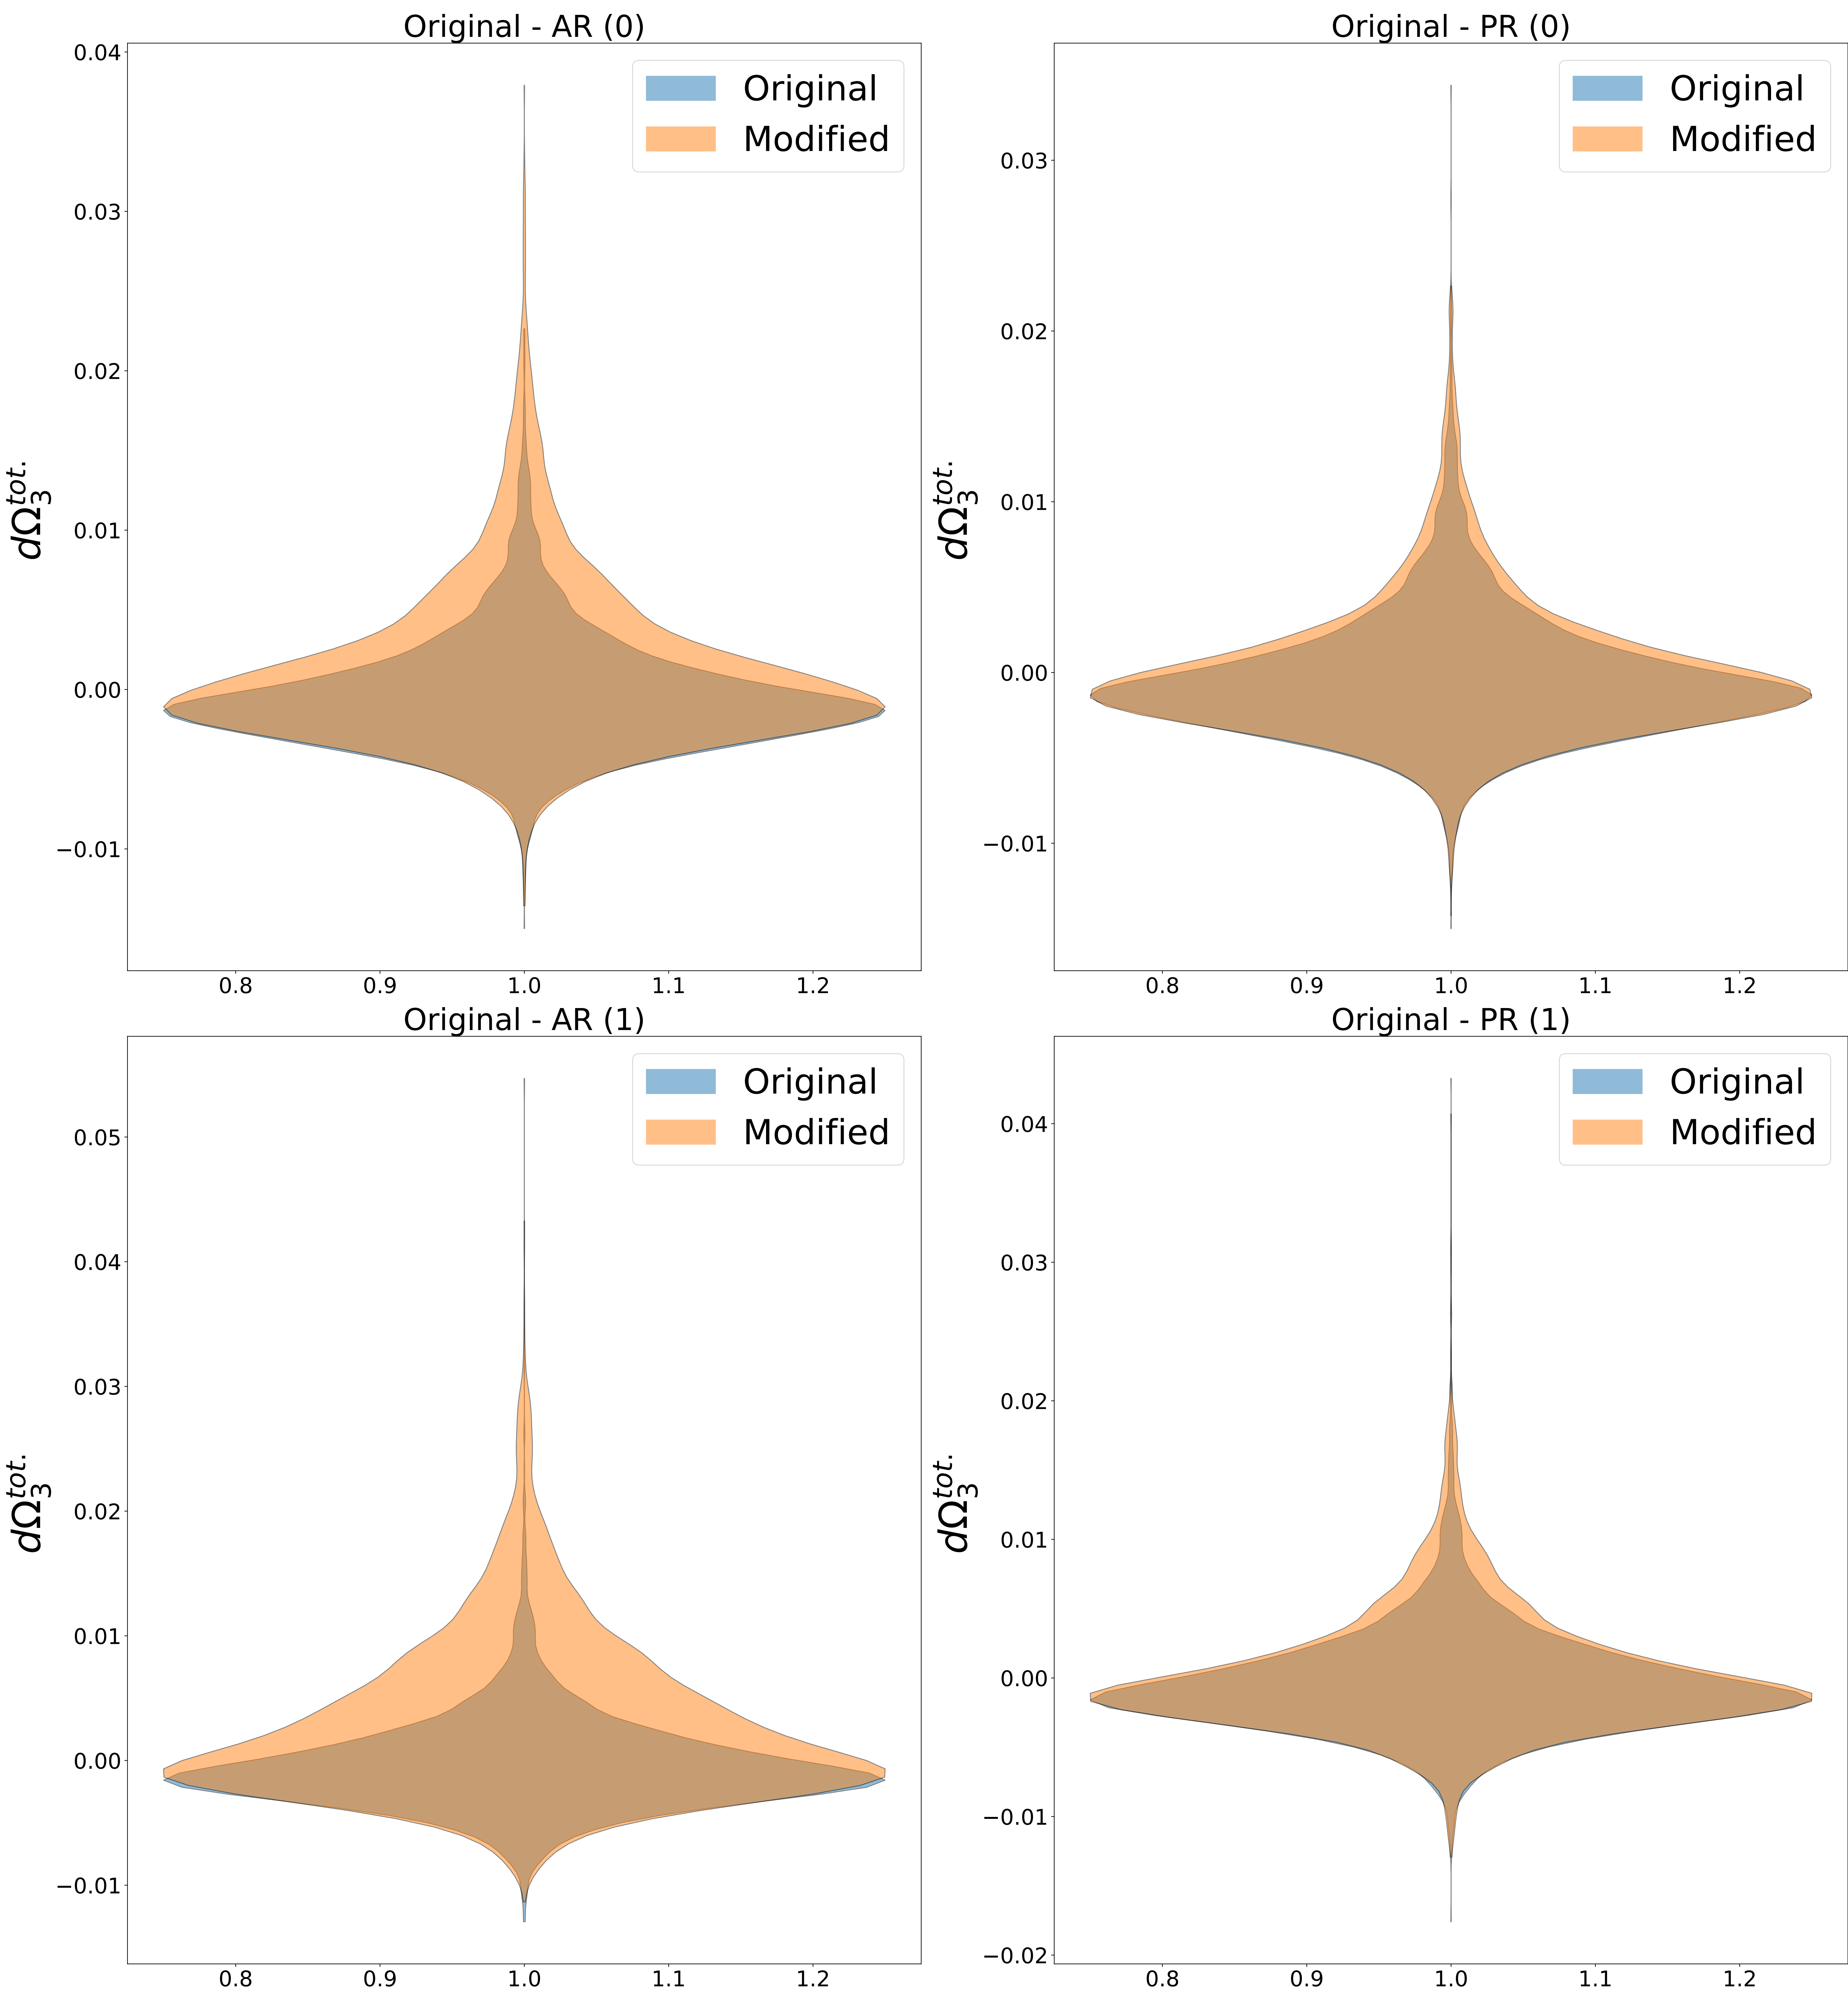 Original - AR (0)
Original
Modified
0.04
0.03
0.02
0.01
0.00
−0.01
dΩ₃ᵗᵒᵗ·
0.8 0.9 1.0 1.1 1.2
Original - PR (0)
Original
Modified
0.03
0.02
0.01
0.00
−0.01
dΩ₃ᵗᵒᵗ·
0.8 0.9 1.0 1.1 1.2
Original - AR (1)
Original
Modified
0.05
0.04
0.03
0.02
0.01
0.00
−0.01
dΩ₃ᵗᵒᵗ·
0.8 0.9 1.0 1.1 1.2
Original - PR (1)
Original
Modified
0.04
0.03
0.02
0.01
0.00
−0.01
−0.02
dΩ₃ᵗᵒᵗ·
0.8 0.9 1.0 1.1 1.2